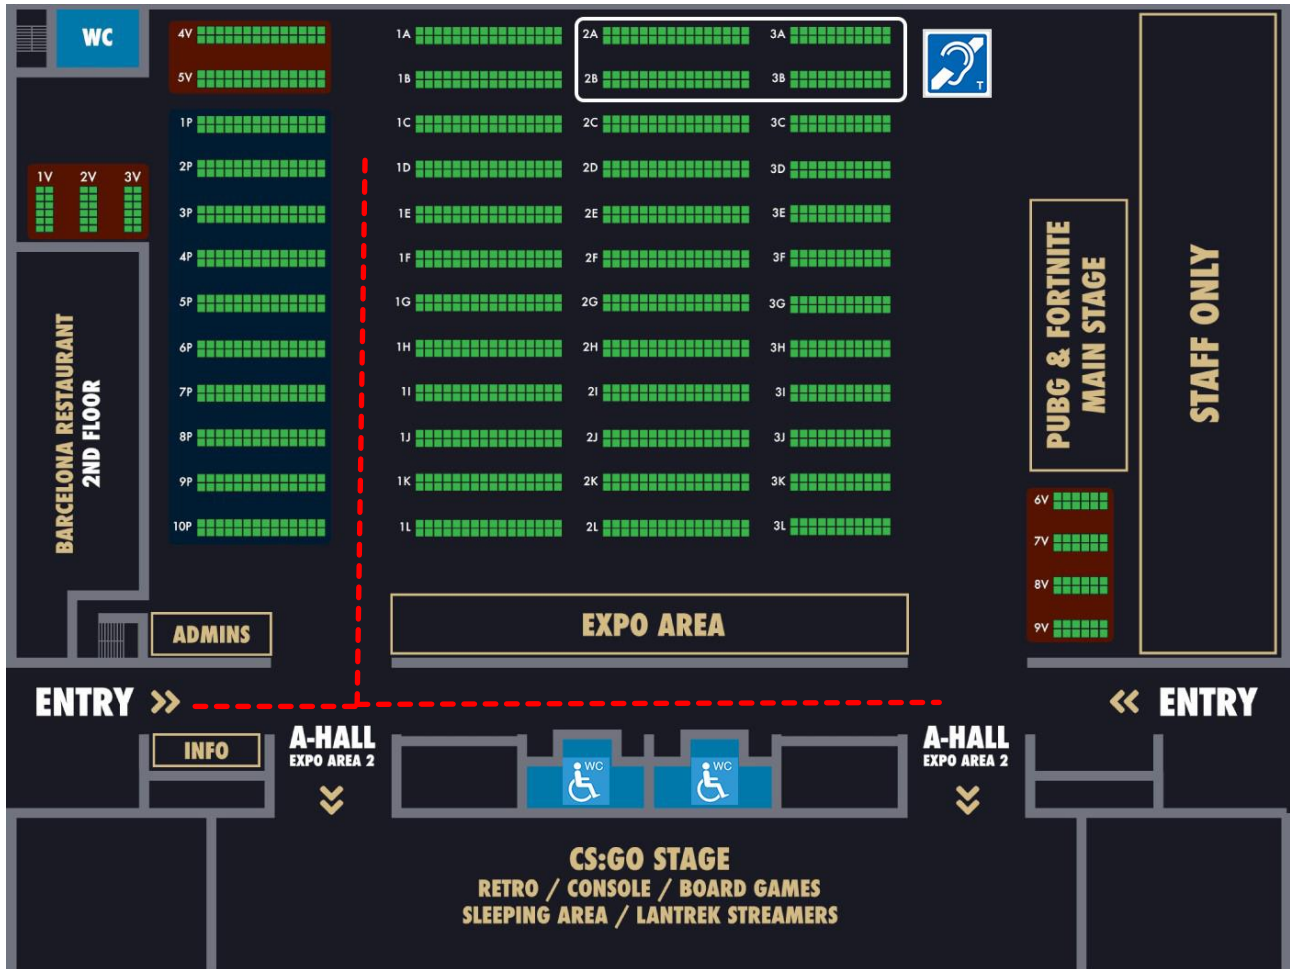 WC
4V
5V
1P
2P
3P
4P
5P
6P
7P
8P
9P
10P
1V 2V 3V
BARCELONA RESTAURANT
2ND FLOOR
1A 2A 3A
1B 2B 3B
1C 2C 3C
1D 2D 3D
1E 2E 3E
1F 2F 3F
1G 2G 3G
1H 2H 3H
1I 2I 3I
1J 2J 3J
1K 2K 3K
1L 2L 3L
T
PUBG & FORTNITE
MAIN STAGE
STAFF ONLY
6V
7V
8V
9V
ADMINS
EXPO AREA
ENTRY >>
<< ENTRY
INFO
A-HALL
EXPO AREA 2
WC
WC
A-HALL
EXPO AREA 2
CS:GO STAGE
RETRO / CONSOLE / BOARD GAMES
SLEEPING AREA / LANTREK STREAMERS